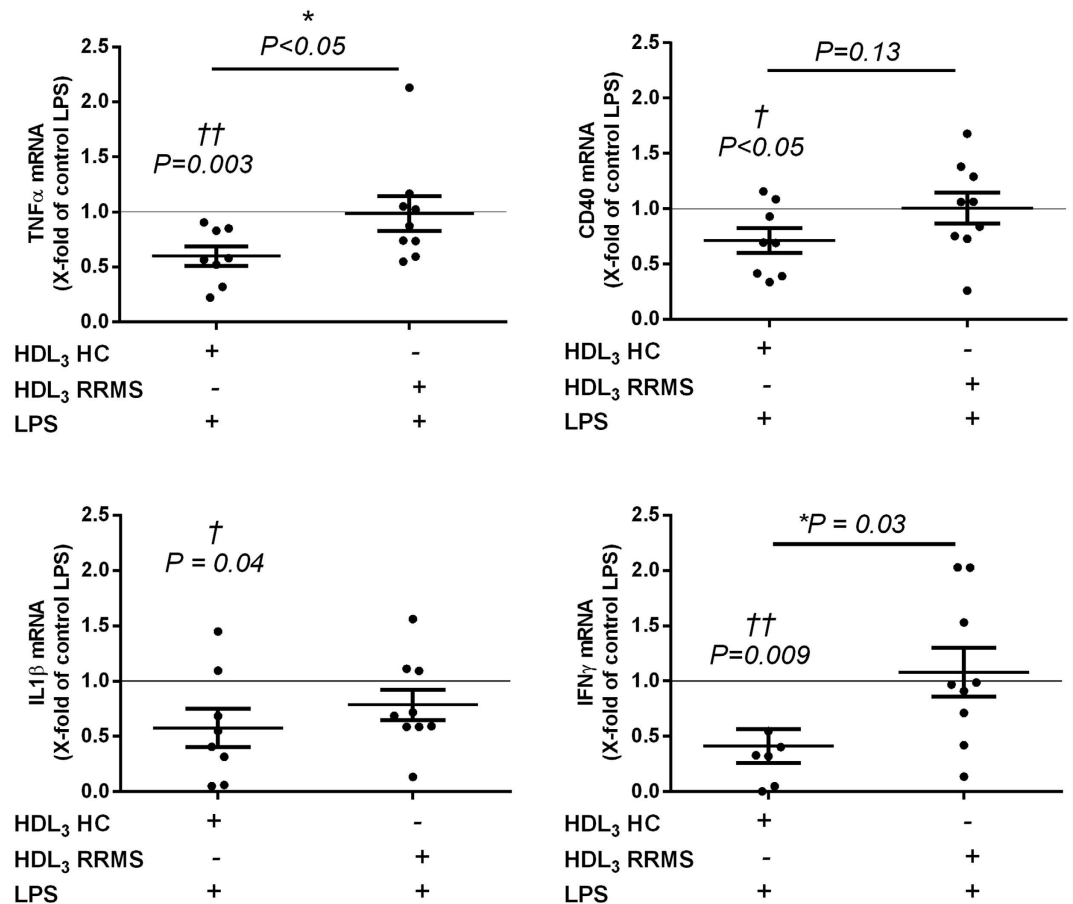 *
P<0.05
††
P=0.003
TNFα mRNA
(X-fold of control LPS)
2.5
2.0
1.5
1.0
0.5
0.0
HDL₃ HC + -
HDL₃ RRMS - +
LPS + +
P=0.13
†
P<0.05
CD40 mRNA
(X-fold of control LPS)
2.5
2.0
1.5
1.0
0.5
0.0
HDL₃ HC + -
HDL₃ RRMS - +
LPS + +
†
P = 0.04
IL1β mRNA
(X-fold of control LPS)
2.5
2.0
1.5
1.0
0.5
0.0
HDL₃ HC + -
HDL₃ RRMS - +
LPS + +
*P = 0.03
††
P=0.009
IFNγ mRNA
(X-fold of control LPS)
2.5
2.0
1.5
1.0
0.5
0.0
HDL₃ HC + -
HDL₃ RRMS - +
LPS + +